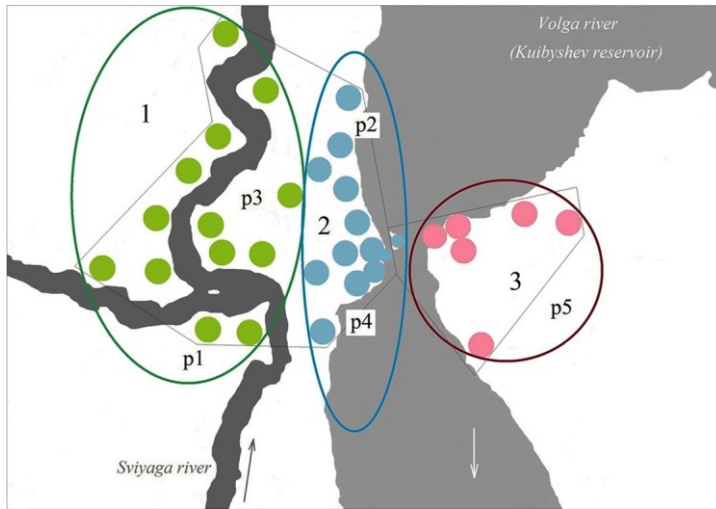 Volga river
(Kuibyshev reservoir)
1
p2
p3
2
3
p5
p4
p1
Sviyaga river